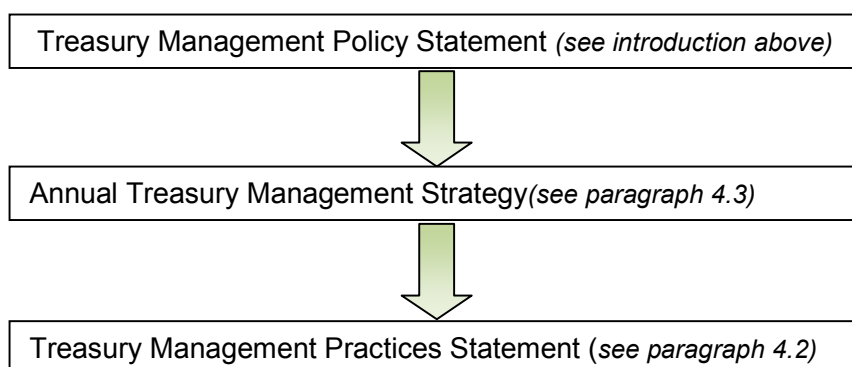 Treasury Management Policy Statement (see introduction above)
Annual Treasury Management Strategy(see paragraph 4.3)
Treasury Management Practices Statement (see paragraph 4.2)